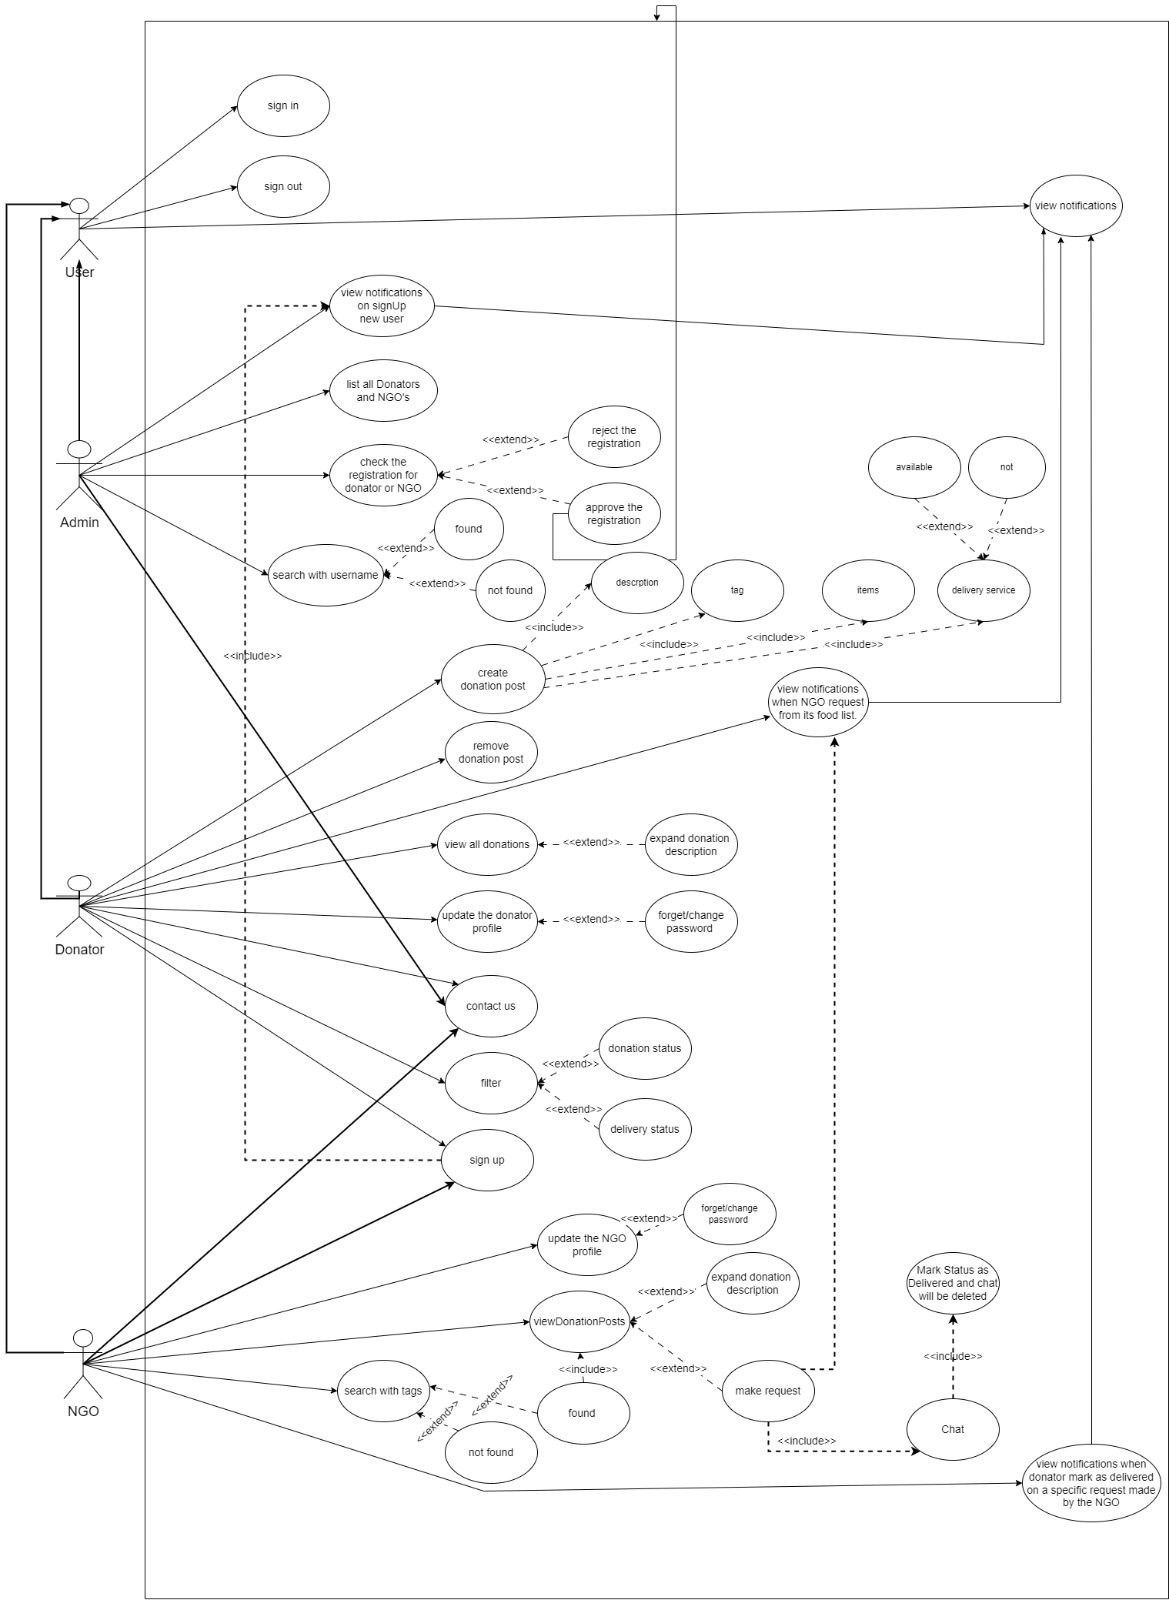 sign in
sign out
User
view notifications
view notifications
on signUp
new user
list all Donators
and NGO's
reject the
registration
<<extend>>
check the
registration for
donator or NGO
<<extend>>
approve the
registration
available
not
<<extend>>
<<extend>>
Admin
found
<<extend>>
search with username
<<extend>>
not found
descrption
tag
items
delivery service
<<include>>
<<include>>
<<include>>
<<include>>
<<include>>
create
donation post
view notifications
when NGO request
from its food list.
remove
donation post
view all donations
<<extend>>
expand donation
description
update the donator
profile
<<extend>>
forget/change
password
Donator
contact us
donation status
<<extend>>
filter
<<extend>>
delivery status
sign up
forget/change
password
<<extend>>
update the NGO
profile
expand donation
description
<<extend>>
Mark Status as
Delivered and chat
will be deleted
viewDonationPosts
<<include>>
<<include>>
<<extend>>
make request
search with tags
<<extend>>
<<extend>>
found
NGO
not found
<<include>>
Chat
view notifications when
donator mark as delivered
on a specific request made
by the NGO